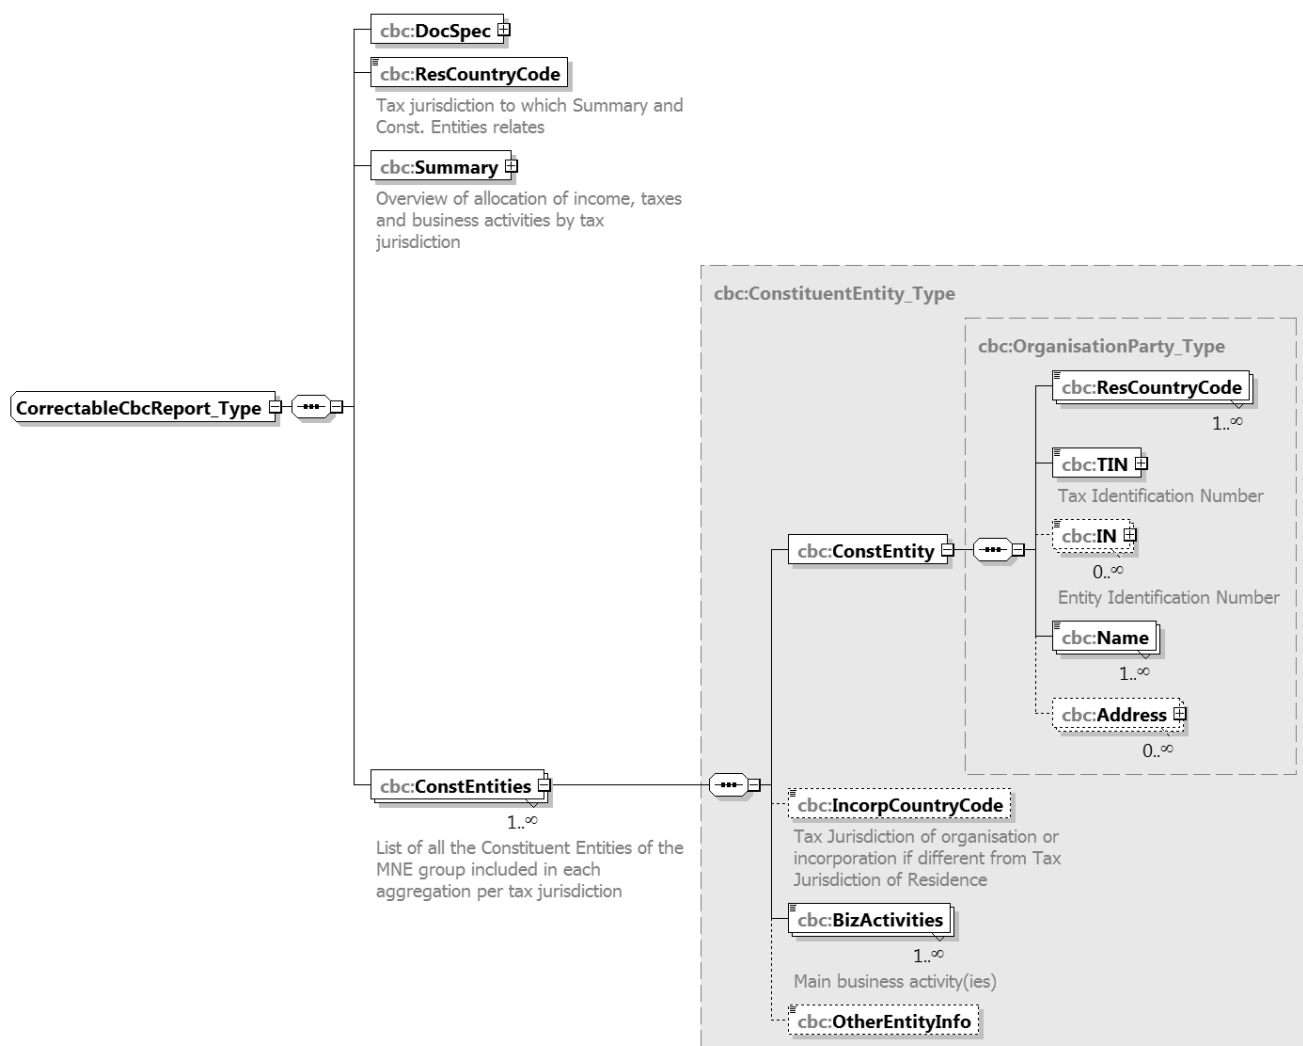 cbc:DocSpec
cbc:ResCountryCode
Tax jurisdiction to which Summary and
Const. Entities relates
cbc:Summary
Overview of allocation of income, taxes
and business activities by tax
jurisdiction
cbc:ConstituentEntity_Type
cbc:OrganisationParty_Type
cbc:ResCountryCode
1..∞
CorrectableCbcReport_Type
cbc:TIN
Tax Identification Number
cbc:IN
0..∞
Entity Identification Number
cbc:ConstEntity
cbc:Name
1..∞
cbc:Address
0..∞
cbc:ConstEntities
1..∞
List of all the Constituent Entities of the
MNE group included in each
aggregation per tax jurisdiction
cbc:IncorpCountryCode
Tax Jurisdiction of organisation or
incorporation if different from Tax
Jurisdiction of Residence
cbc:BizActivities
1..∞
Main business activity(ies)
cbc:OtherEntityInfo